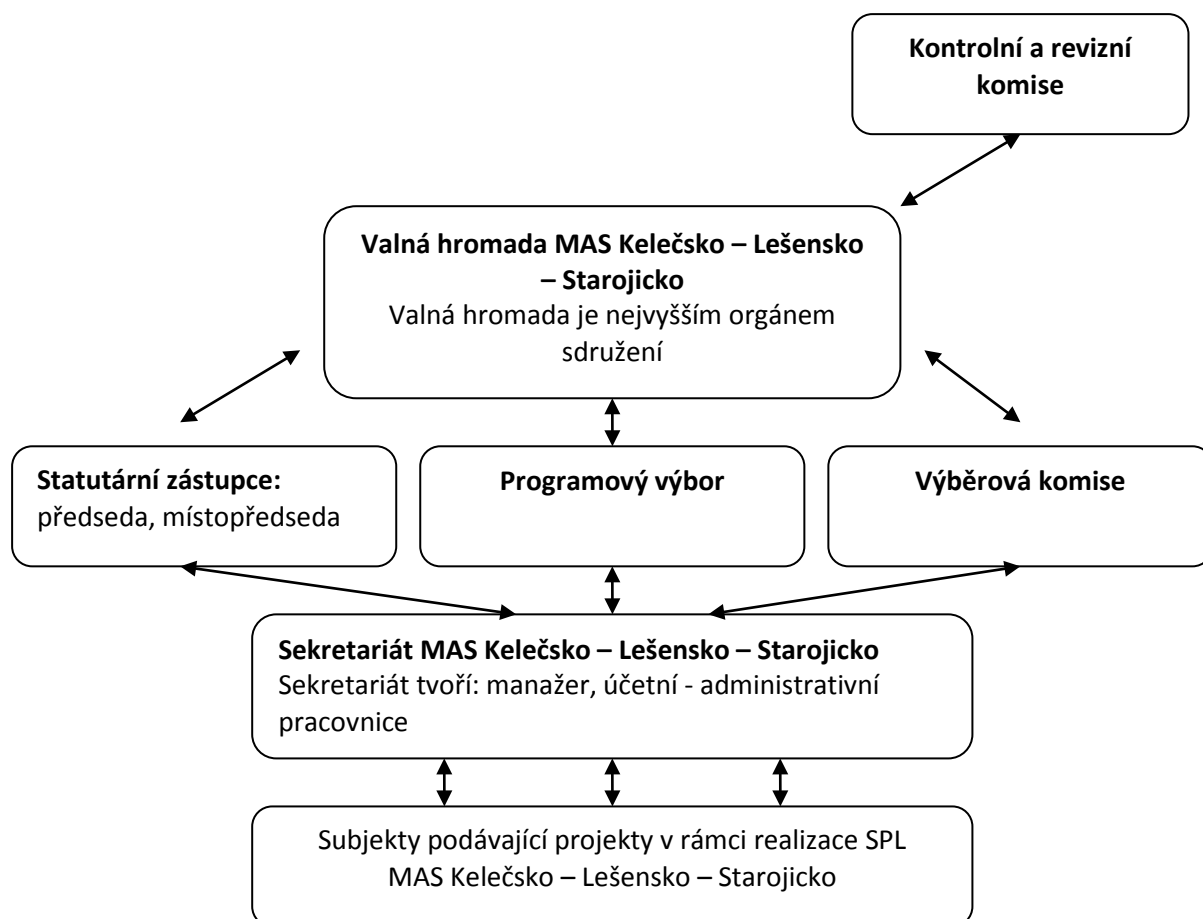 Kontrolní a revizní
komise
Valná hromada MAS Kelečsko – Lešensko
– Starojicko
Valná hromada je nejvyšším orgánem
sdružení
Statutární zástupce:
předseda, místopředseda
Programový výbor
Výběrová komise
Sekretariát MAS Kelečsko – Lešensko – Starojicko
Sekretariát tvoří: manažer, účetní - administrativní
pracovnice
Subjekty podávající projekty v rámci realizace SPL
MAS Kelečsko – Lešensko – Starojicko